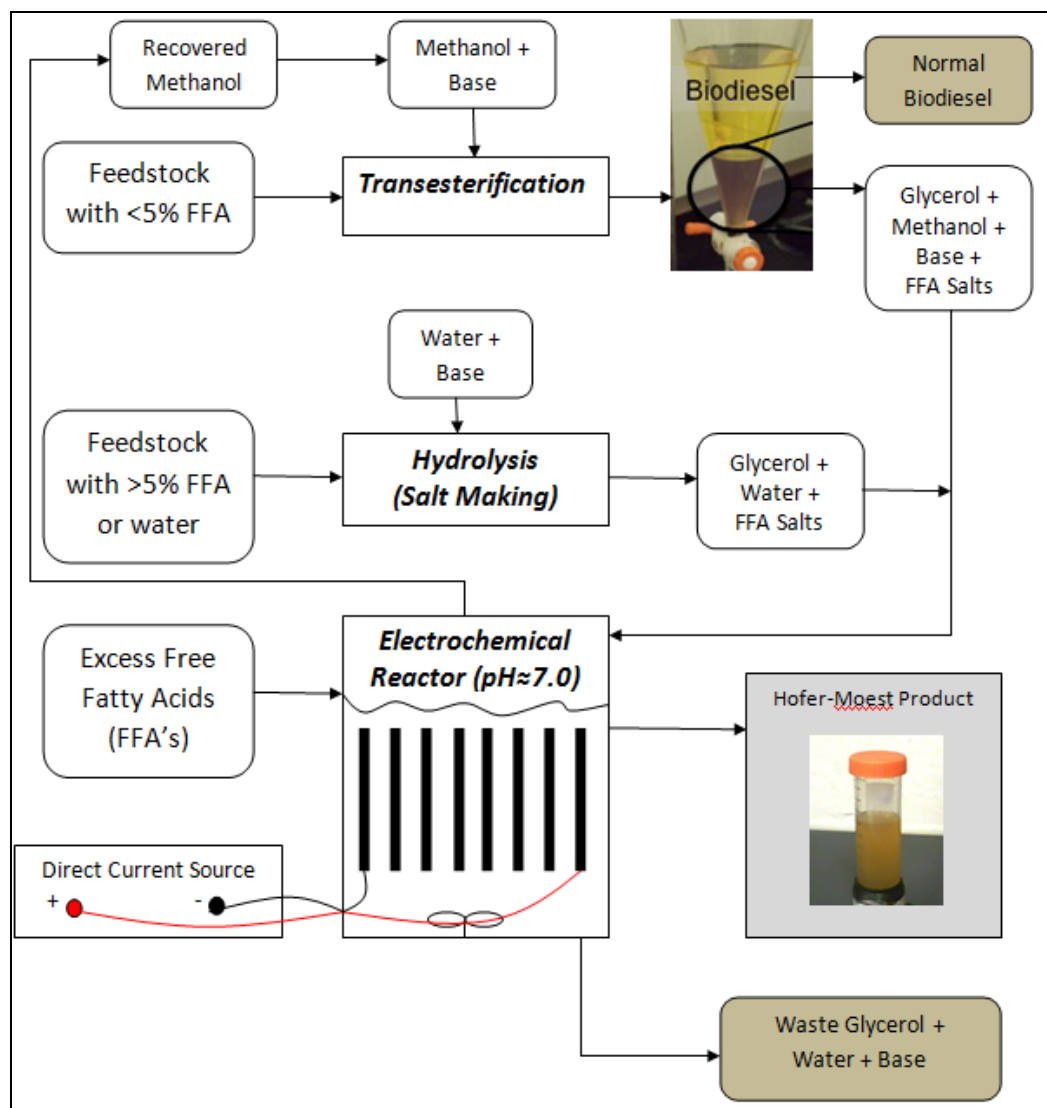 Recovered
Methanol
Methanol +
Base
Biodiesel
Normal
Biodiesel
Feedstock
with <5% FFA
Transesterification
Glycerol +
Methanol +
Base +
FFA Salts
Water +
Base
Feedstock
with >5% FFA
or water
Hydrolysis
(Salt Making)
Glycerol +
Water +
FFA Salts
Excess Free
Fatty Acids
(FFA's)
Electrochemical
Reactor (pH≈7.0)
Hofer-Moest Product
Direct Current Source
+
-
Waste Glycerol +
Water + Base